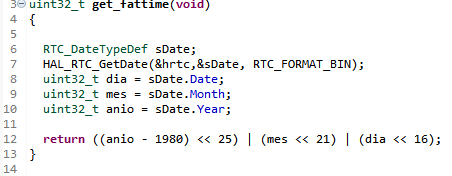 3 uint32_t get_fattime(void)
4 {
5
6 RTC_DateTypeDef sDate;
7 HAL_RTC_GetDate(&hrtc,&sDate, RTC_FORMAT_BIN);
8 uint32_t dia = sDate.Date;
9 uint32_t mes = sDate.Month;
10 uint32_t anio = sDate.Year;
11
12 return ((anio - 1980) << 25) | (mes << 21) | (dia << 16);
13 }
14